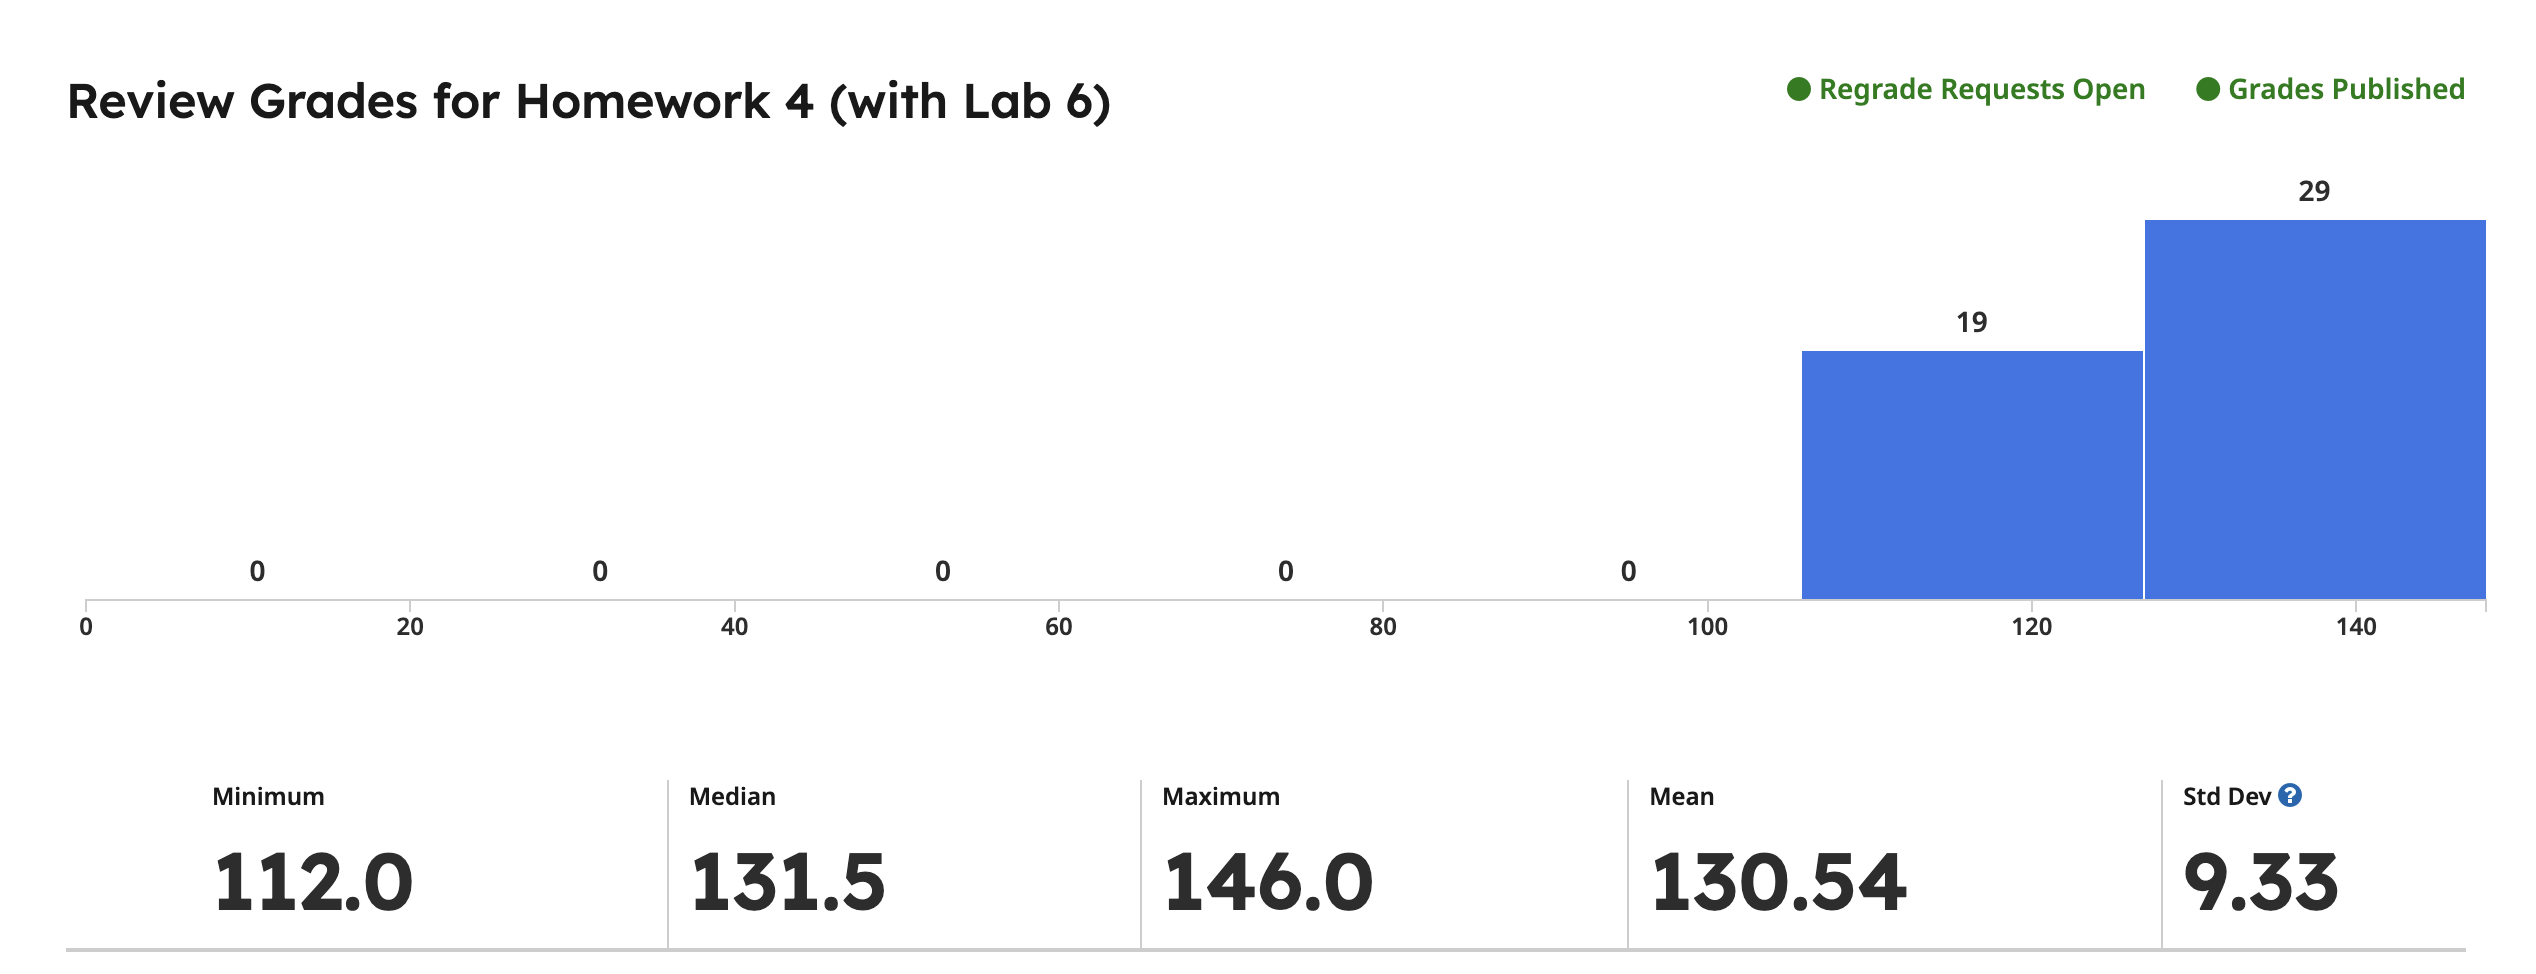 Review Grades for Homework 4 (with Lab 6)
Regrade Requests Open Grades Published
29
19
0 0 0 0 0
0 20 40 60 80 100 120 140
Minimum Median Maximum Mean Std Dev ?
112.0 131.5 146.0 130.54 9.33